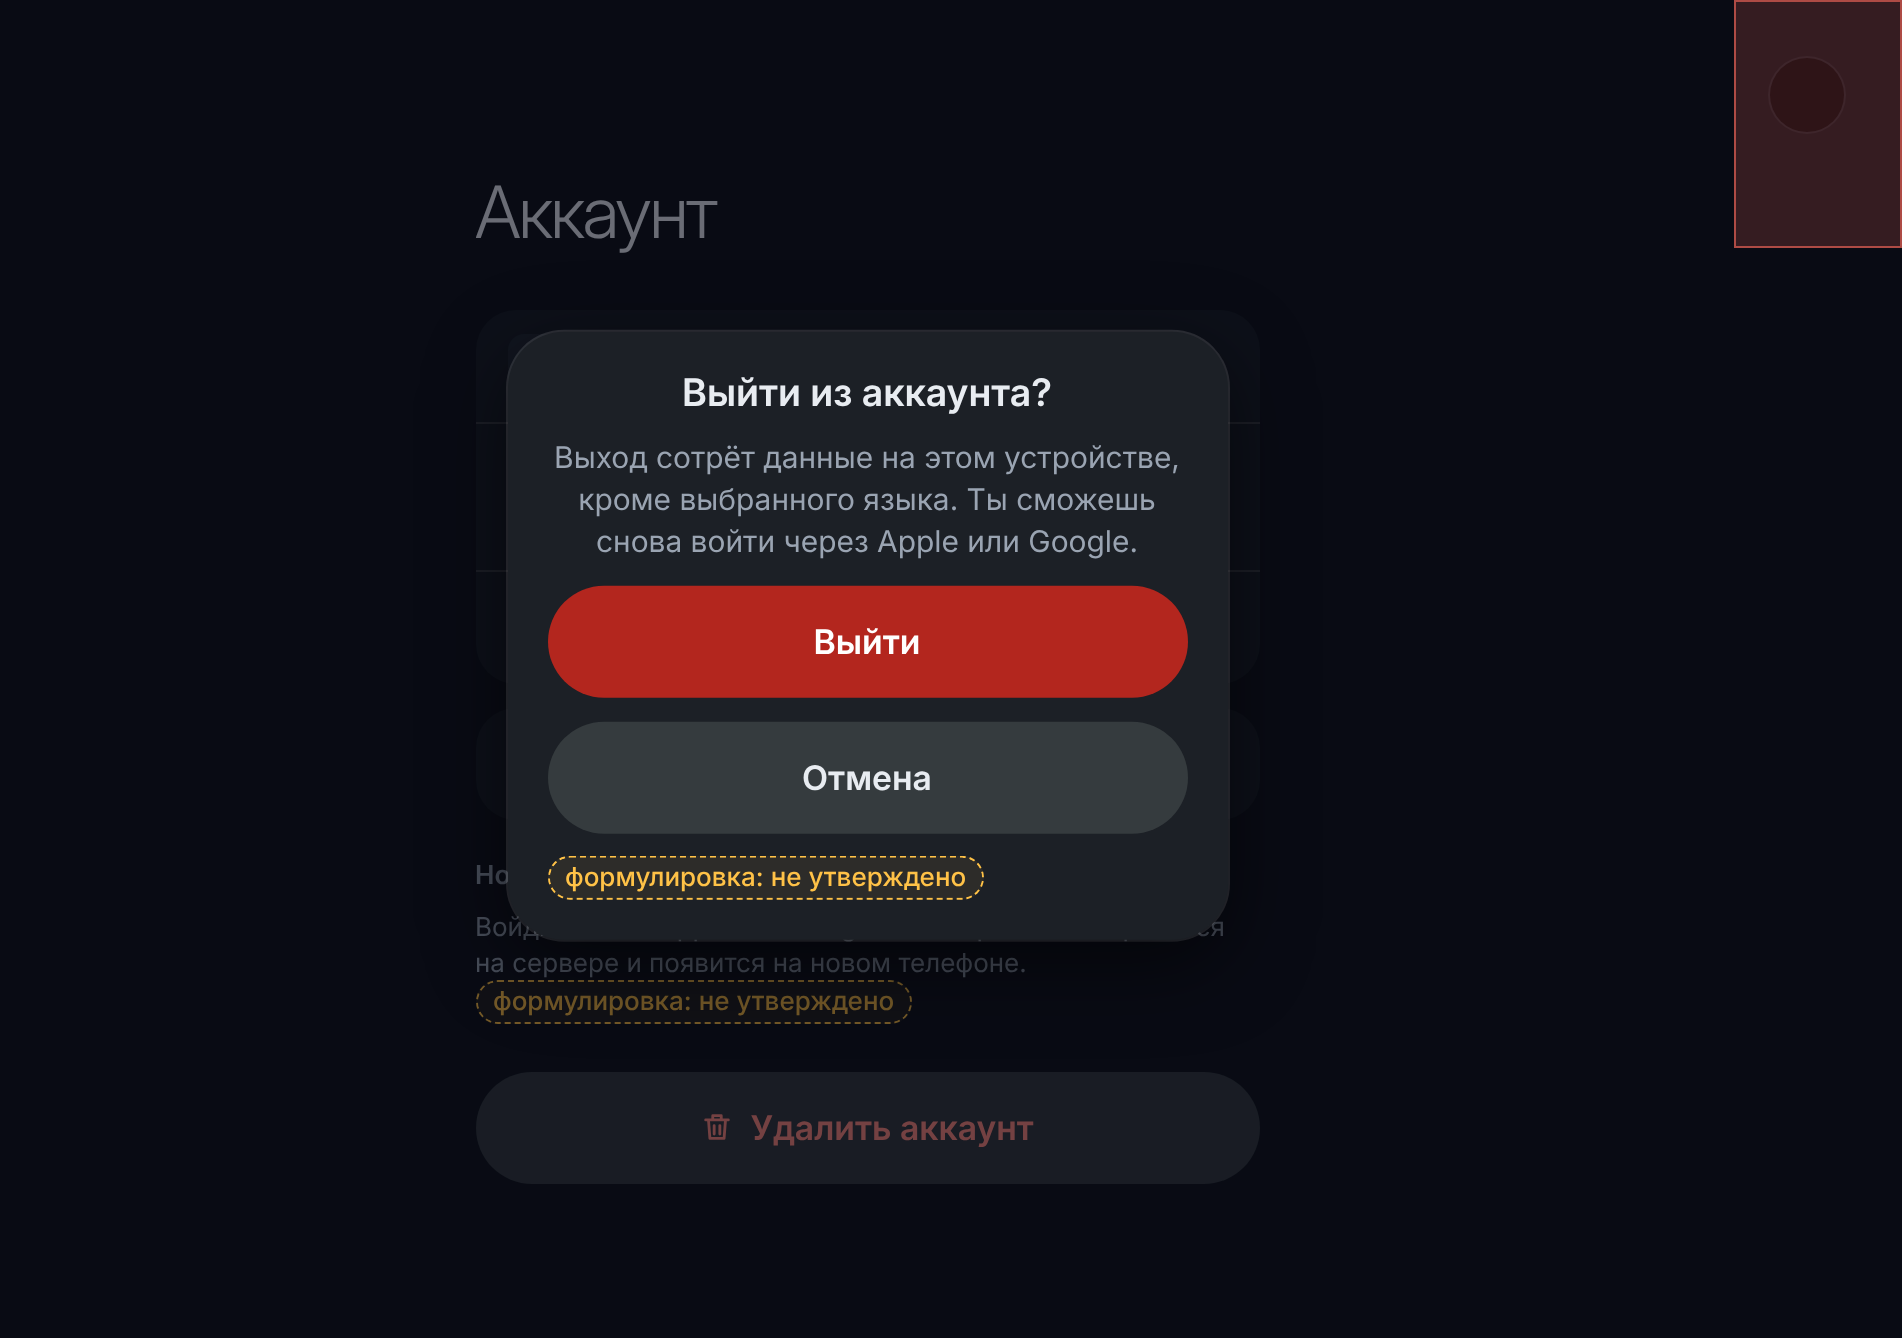 Аккаунт
Выйти из аккаунта?
Выход сотрёт данные на этом устройстве,
кроме выбранного языка. Ты сможешь
снова войти через Apple или Google.
Выйти
Отмена
формулировка: не утверждено
на сервере и появится на новом телефоне.
формулировка: не утверждено
Удалить аккаунт